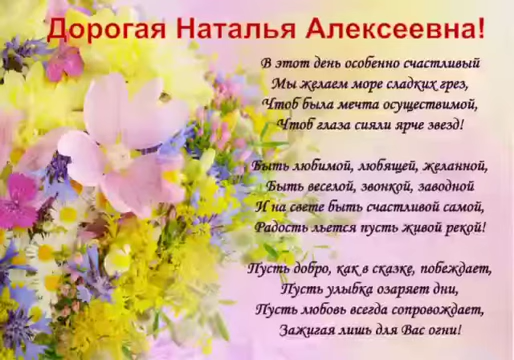 Дорогая Наталья Алексеевна!
В этот день особенно счастливый
Мы желаем море сладких грез,
Чтоб была мечта осуществимой,
Чтоб глаза сияли ярче звезд!
Быть любимой, любящей, желанной,
Быть веселой, звонкой, заводной
И на свете быть счастливой самой,
Радость льется пусть живой рекой!
Пусть добро, как в сказке, побеждает,
Пусть улыбка озаряет дни,
Пусть любовь всегда сопровождает,
Зажигая лишь для Вас огни!